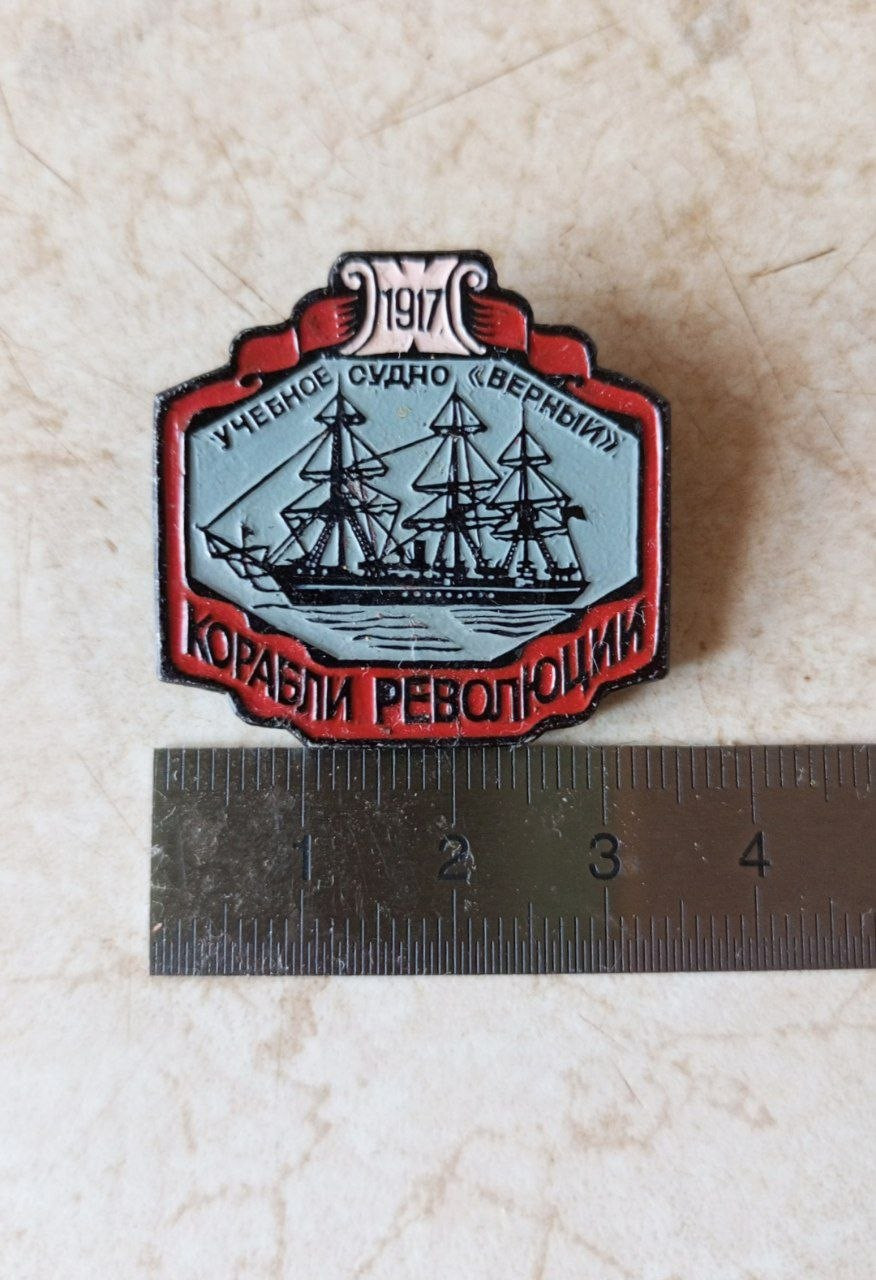 1917
УЧЕБНОЕ СУДНО «ВЕРНЫЙ»
КОРАБЛИ РЕВОЛЮЦИИ
1 2 3 4